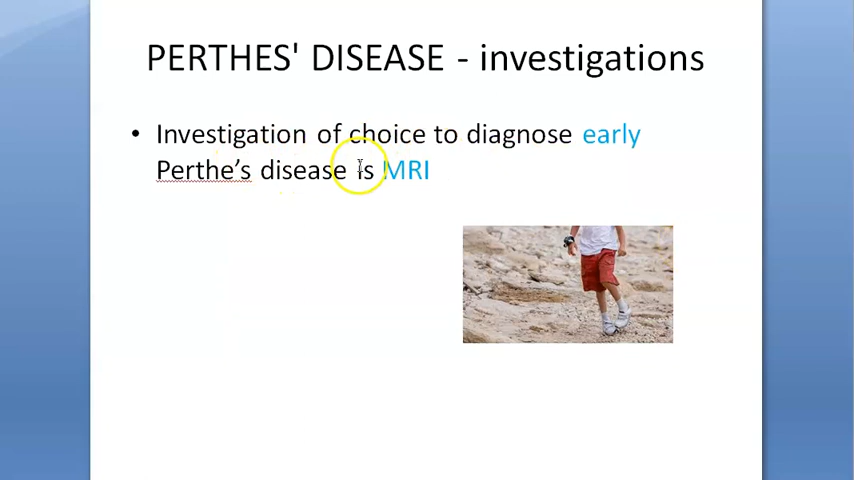 PERTHES' DISEASE - investigations
• Investigation of choice to diagnose early
Perthe’s disease is MRI